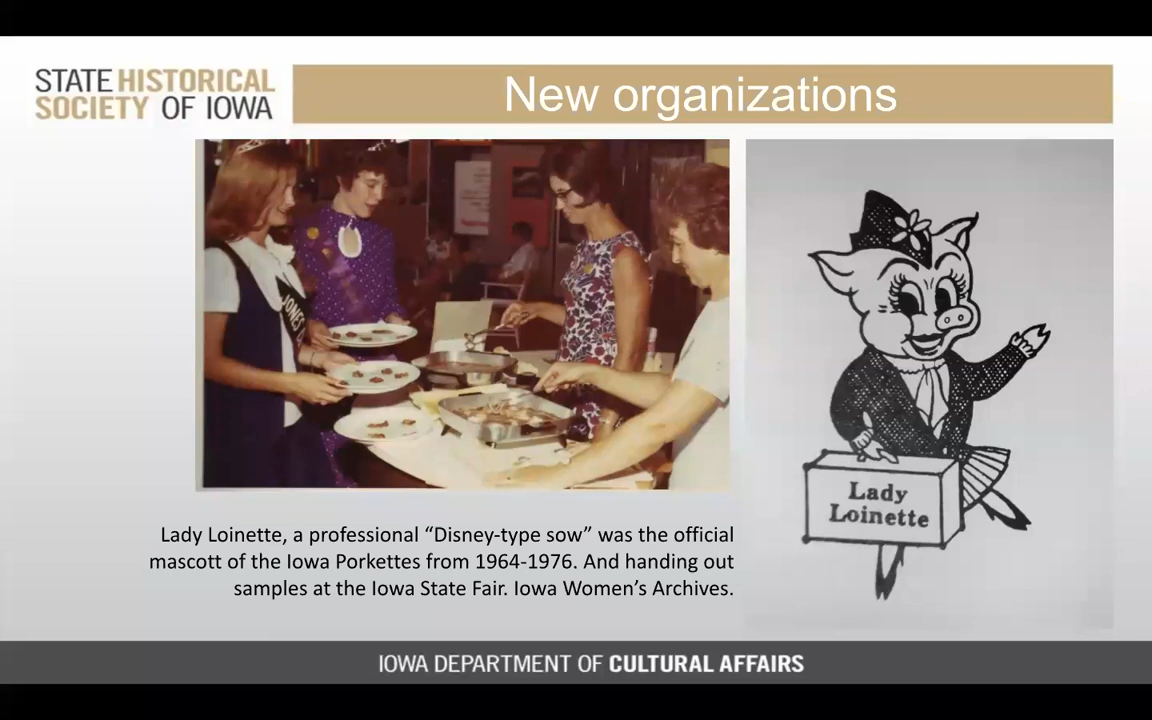 STATE HISTORICAL
SOCIETY OF IOWA
New organizations
JONES
Lady
Loinette
Lady Loinette, a professional “Disney-type sow” was the official
mascott of the Iowa Porkettes from 1964-1976. And handing out
samples at the Iowa State Fair. Iowa Women’s Archives.
IOWA DEPARTMENT OF CULTURAL AFFAIRS